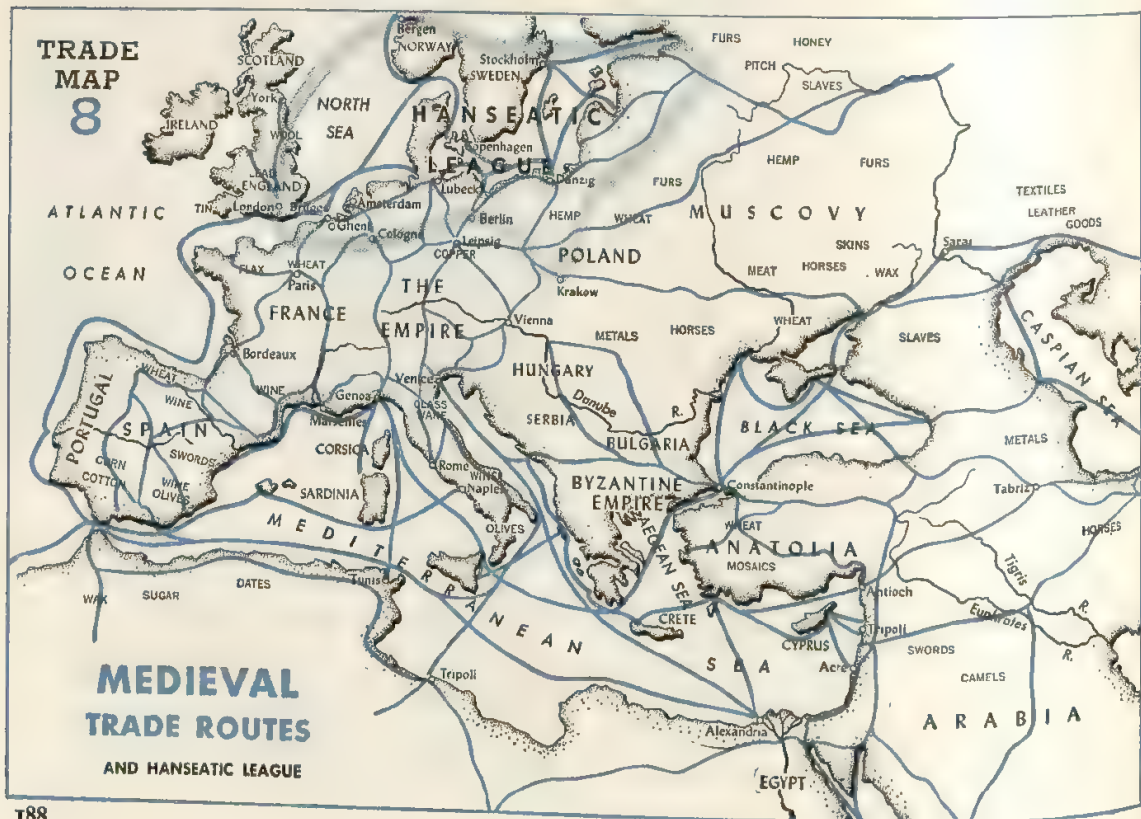 TRADE
MAP
8
Bergen
NORWAY
Stockholm
SWEDEN
FURS
HONEY
PITCH
SLAVES
SCOTLAND
York
IRELAND
WOOL
NORTH
SEA
HANSEATIC
LEAGUE
Copenhagen
LEAD
ENGLAND
TIN
London
Bruges
Amsterdam
Ghent
Cologne
Lubeck
Danzig
Berlin
Leipsig
COPPER
HEMP
FURS
WHEAT
HEMP
FURS
MUSCOVY
TEXTILES
LEATHER
GOODS
ATLANTIC
OCEAN
FLAX
WHEAT
Paris
FRANCE
THE
EMPIRE
POLAND
Krakow
Vienna
MEAT
HORSES
SKINS
WAX
Sarai
WHEAT
METALS
HORSES
SLAVES
CASPIAN SEA
Bordeaux
WINE
Venice
GLASS
WARE
Genoa
Marseilles
HUNGARY
SERBIA
Danube
R.
BULGARIA
BLACK SEA
PORTUGAL
WHEAT
WINE
SPAIN
CORN
COTTON
SWORDS
WINE
OLIVES
CORSICA
SARDINIA
Rome
WINE
Naples
OLIVES
BYZANTINE
EMPIRE
AEGEAN SEA
Constantinople
WHEAT
ANATOLIA
MOSAICS
METALS
Tabriz
HORSES
MEDITERRANEAN
SEA
CRETE
CYPRUS
Antioch
Tripoli
Acre
Tigris
R.
Euphrates
R.
SWORDS
CAMELS
ARABIA
WAX
SUGAR
DATES
Tunis
Tripoli
Alexandria
EGYPT
MEDIEVAL
TRADE ROUTES
AND HANSEATIC LEAGUE
188